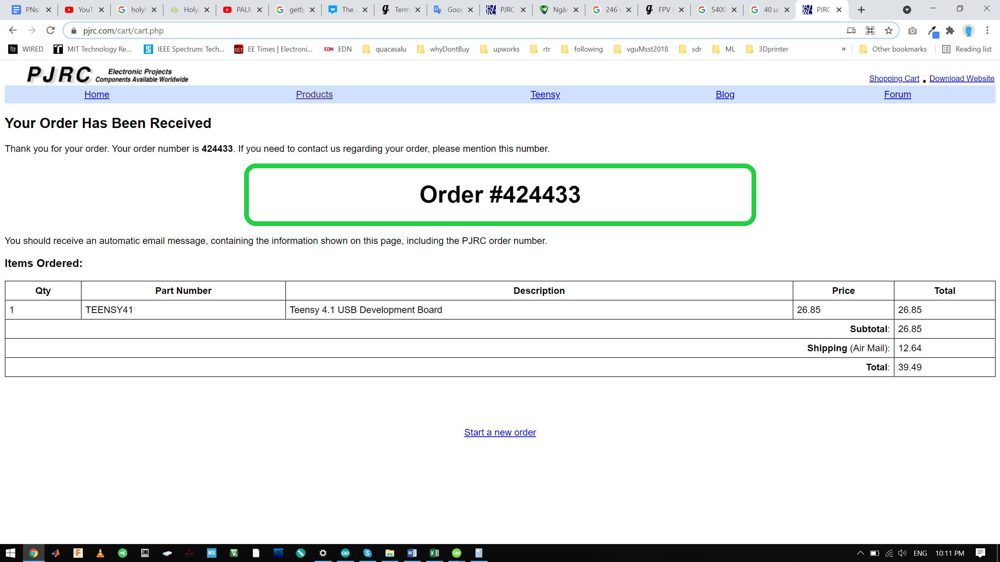 PNs: YouT holyb Holyl PALM getfp The 2 Term Goog PJRC Ngân 246 u FPV 5400 40 us PJRC
pjrc.com/cart/cart.php
WIRED MIT Technology Re... IEEE Spectrum: Tech... EE Times | Electroni... EDN quacasalu whyDontBuy upworks rtr following vguMsst2018 sdr ML 3Dprinter » Other bookmarks Reading list
PJRC Electronic Projects
Components Available Worldwide
Shopping Cart Download Website
Home Products Teensy Blog Forum
Your Order Has Been Received
Thank you for your order. Your order number is 424433. If you need to contact us regarding your order, please mention this number.
Order #424433
You should receive an automatic email message, containing the information shown on this page, including the PJRC order number.
Items Ordered:
Qty Part Number Description Price Total
1 TEENSY41 Teensy 4.1 USB Development Board 26.85 26.85
Subtotal: 26.85
Shipping (Air Mail): 12.64
Total: 39.49
Start a new order
ENG 10:11 PM